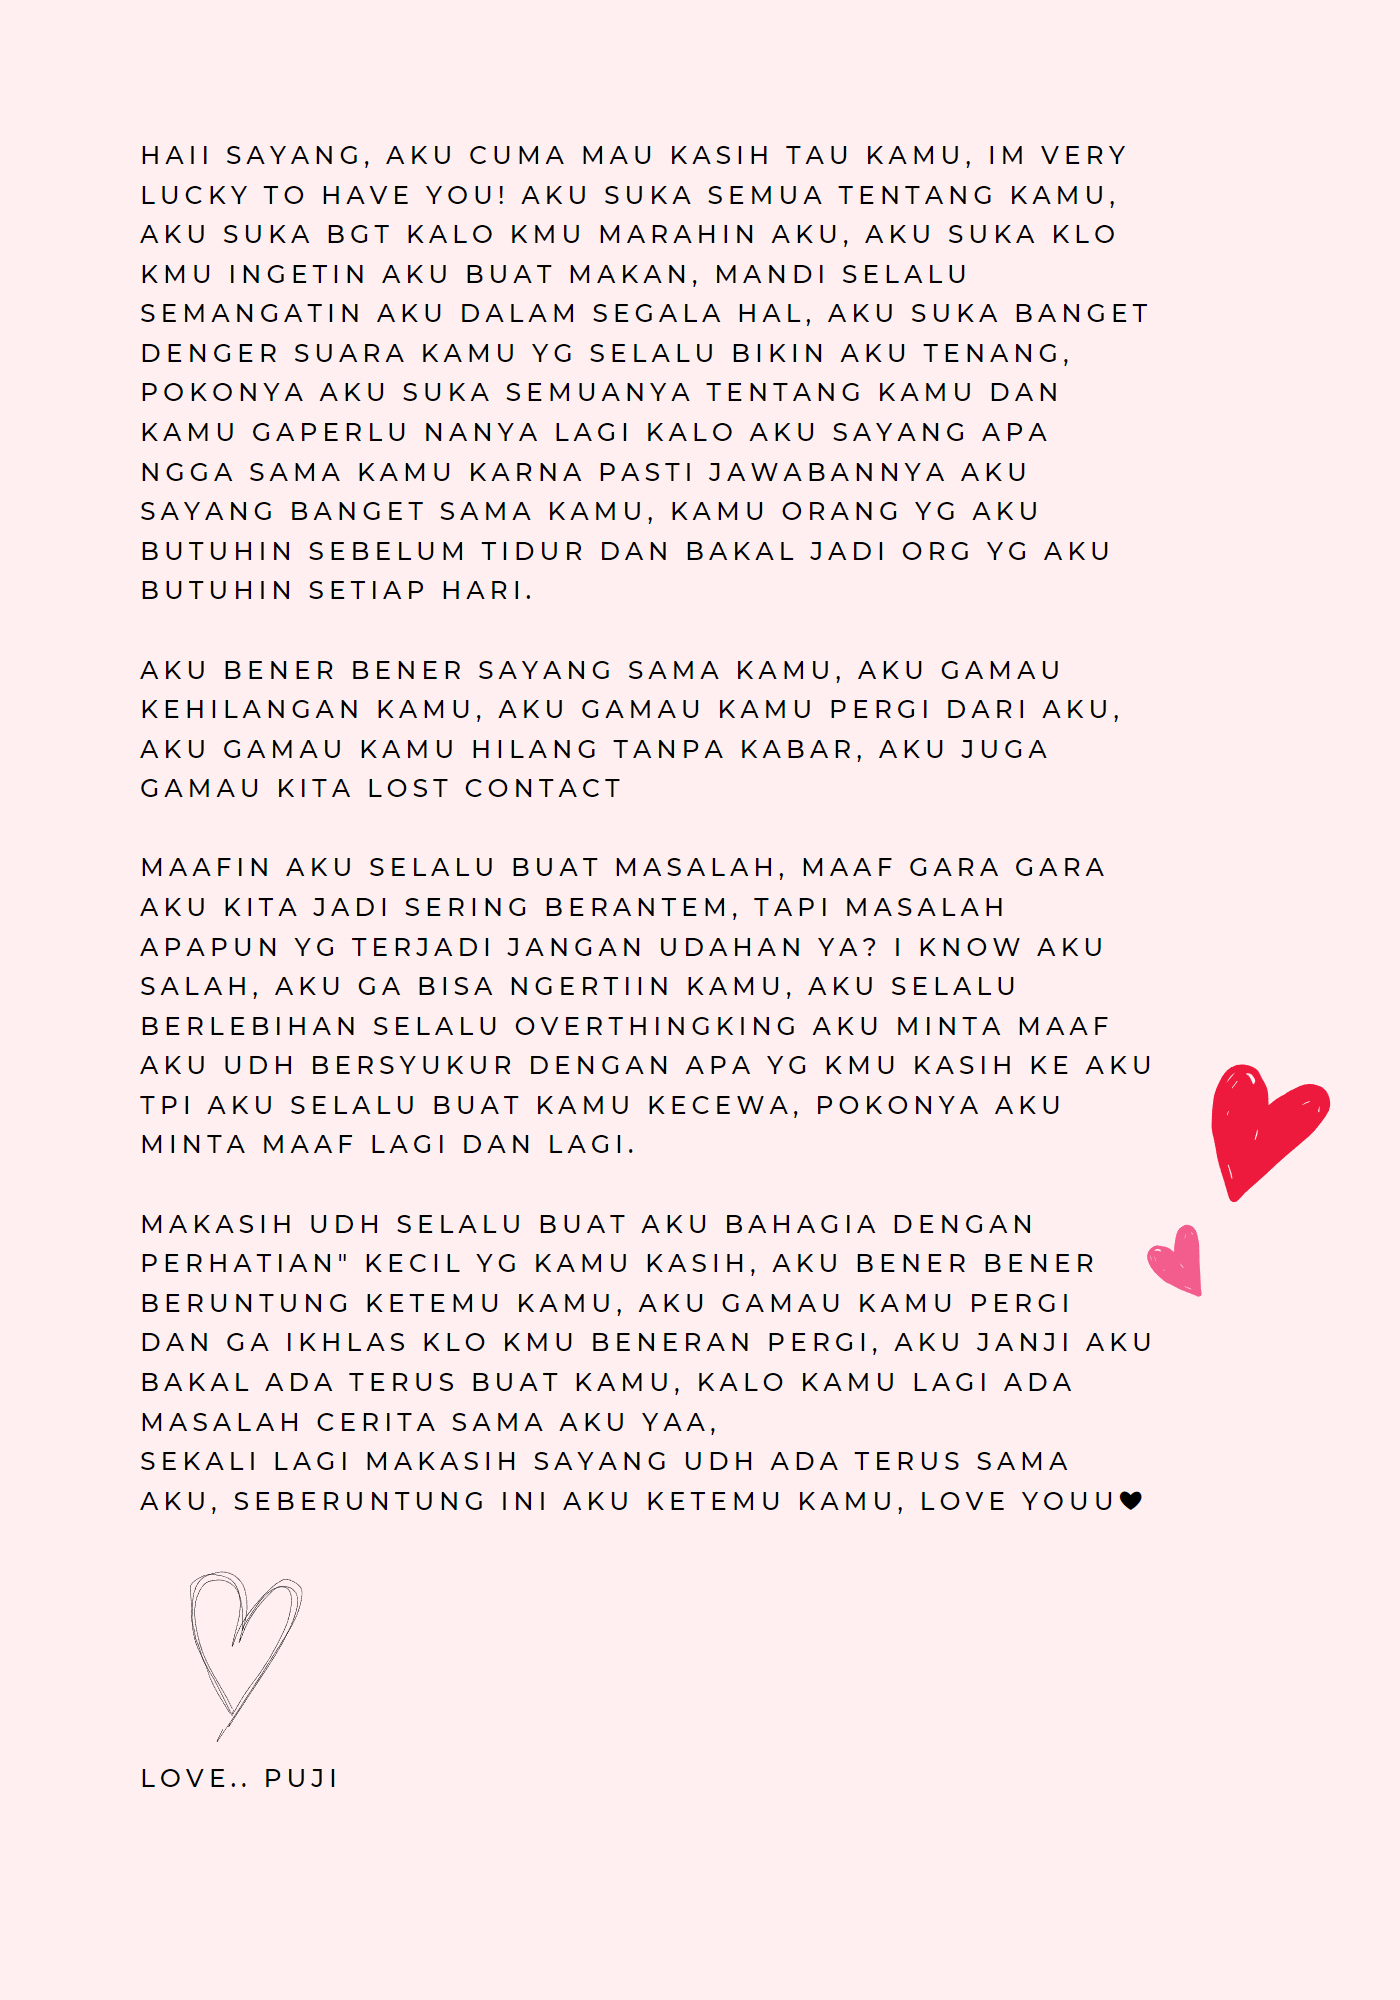 HAII SAYANG, AKU CUMA MAU KASIH TAU KAMU, IM VERY
LUCKY TO HAVE YOU! AKU SUKA SEMUA TENTANG KAMU,
AKU SUKA BGT KALO KMU MARAHIN AKU, AKU SUKA KLO
KMU INGETIN AKU BUAT MAKAN, MANDI SELALU
SEMANGATIN AKU DALAM SEGALA HAL, AKU SUKA BANGET
DENGER SUARA KAMU YG SELALU BIKIN AKU TENANG,
POKONYA AKU SUKA SEMUANYA TENTANG KAMU DAN
KAMU GAPERLU NANYA LAGI KALO AKU SAYANG APA
NGGA SAMA KAMU KARNA PASTI JAWABANNYA AKU
SAYANG BANGET SAMA KAMU, KAMU ORANG YG AKU
BUTUHIN SEBELUM TIDUR DAN BAKAL JADI ORG YG AKU
BUTUHIN SETIAP HARI.
AKU BENER BENER SAYANG SAMA KAMU, AKU GAMAU
KEHILANGAN KAMU, AKU GAMAU KAMU PERGI DARI AKU,
AKU GAMAU KAMU HILANG TANPA KABAR, AKU JUGA
GAMAU KITA LOST CONTACT
MAAFIN AKU SELALU BUAT MASALAH, MAAF GARA GARA
AKU KITA JADI SERING BERANTEM, TAPI MASALAH
APAPUN YG TERJADI JANGAN UDAHAN YA? I KNOW AKU
SALAH, AKU GA BISA NGERTIIN KAMU, AKU SELALU
BERLEBIHAN SELALU OVERTHINGKING AKU MINTA MAAF
AKU UDH BERSYUKUR DENGAN APA YG KMU KASIH KE AKU
TPI AKU SELALU BUAT KAMU KECEWA, POKONYA AKU
MINTA MAAF LAGI DAN LAGI.
MAKASIH UDH SELALU BUAT AKU BAHAGIA DENGAN
PERHATIAN" KECIL YG KAMU KASIH, AKU BENER BENER
BERUNTUNG KETEMU KAMU, AKU GAMAU KAMU PERGI
DAN GA IKHLAS KLO KMU BENERAN PERGI, AKU JANJI AKU
BAKAL ADA TERUS BUAT KAMU, KALO KAMU LAGI ADA
MASALAH CERITA SAMA AKU YAA,
SEKALI LAGI MAKASIH SAYANG UDH ADA TERUS SAMA
AKU, SEBERUNTUNG INI AKU KETEMU KAMU, LOVE YOUU♥
LOVE.. PUJI